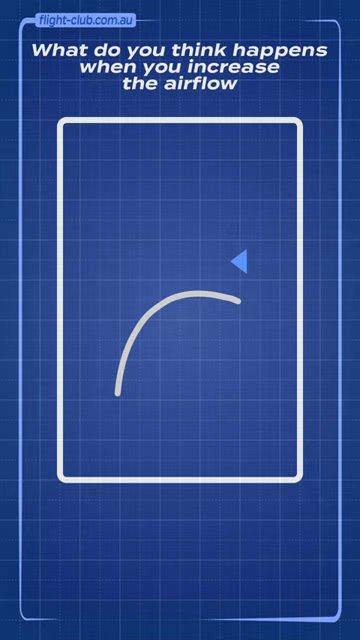 flight-club.com.au
What do you think happens
when you increase
the airflow